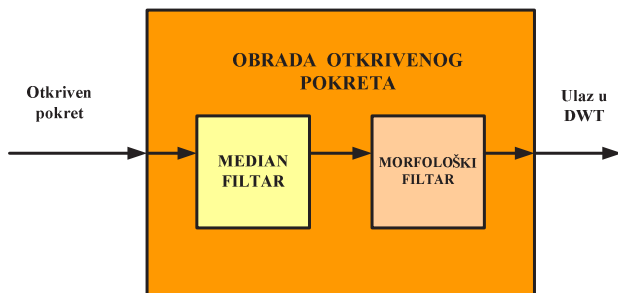 OBRADA OTKRIVENOG
POKRETA
Otkriven
pokret
MEDIAN
FILTAR
MORFOLOŠKI
FILTAR
Ulaz u
DWT